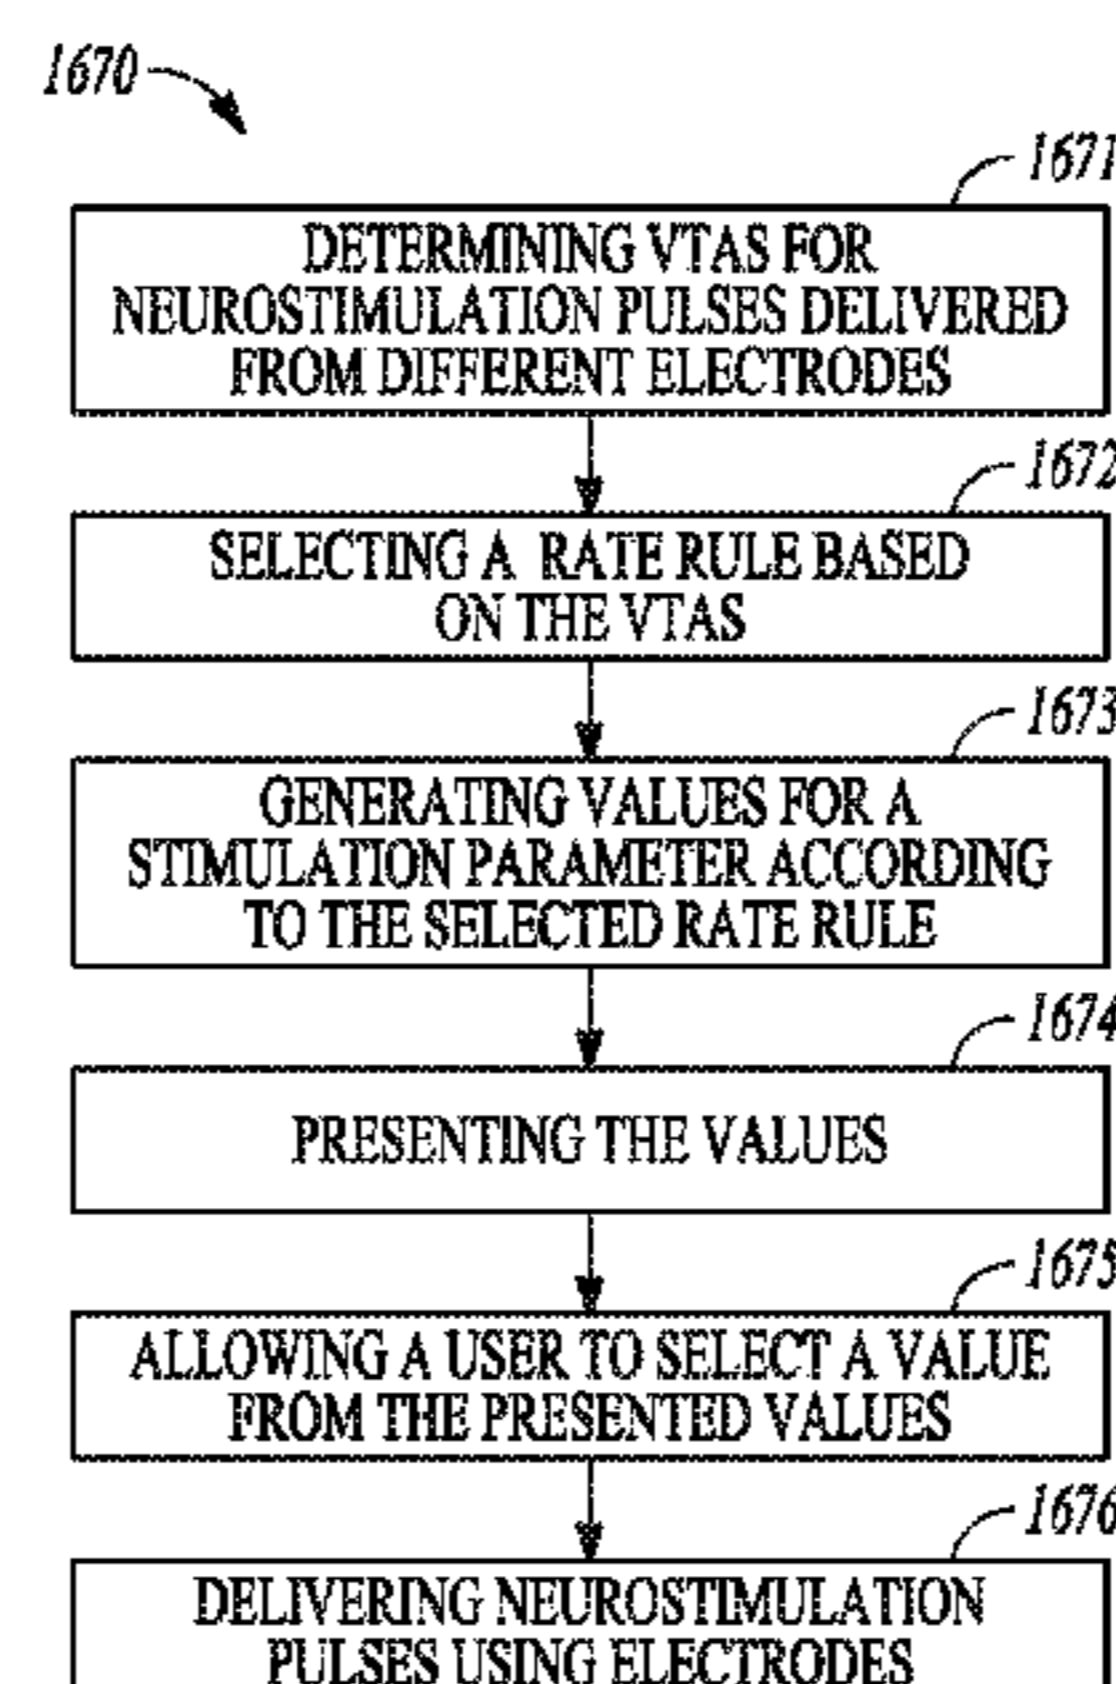 1670
1671
DETERMINING VTAS FOR
NEUROSTIMULATION PULSES DELIVERED
FROM DIFFERENT ELECTRODES
1672
SELECTING A RATE RULE BASED
ON THE VTAS
1673
GENERATING VALUES FOR A
STIMULATION PARAMETER ACCORDING
TO THE SELECTED RATE RULE
1674
PRESENTING THE VALUES
1675
ALLOWING A USER TO SELECT A VALUE
FROM THE PRESENTED VALUES
1676
DELIVERING NEUROSTIMULATION
PULSES USING ELECTRODES